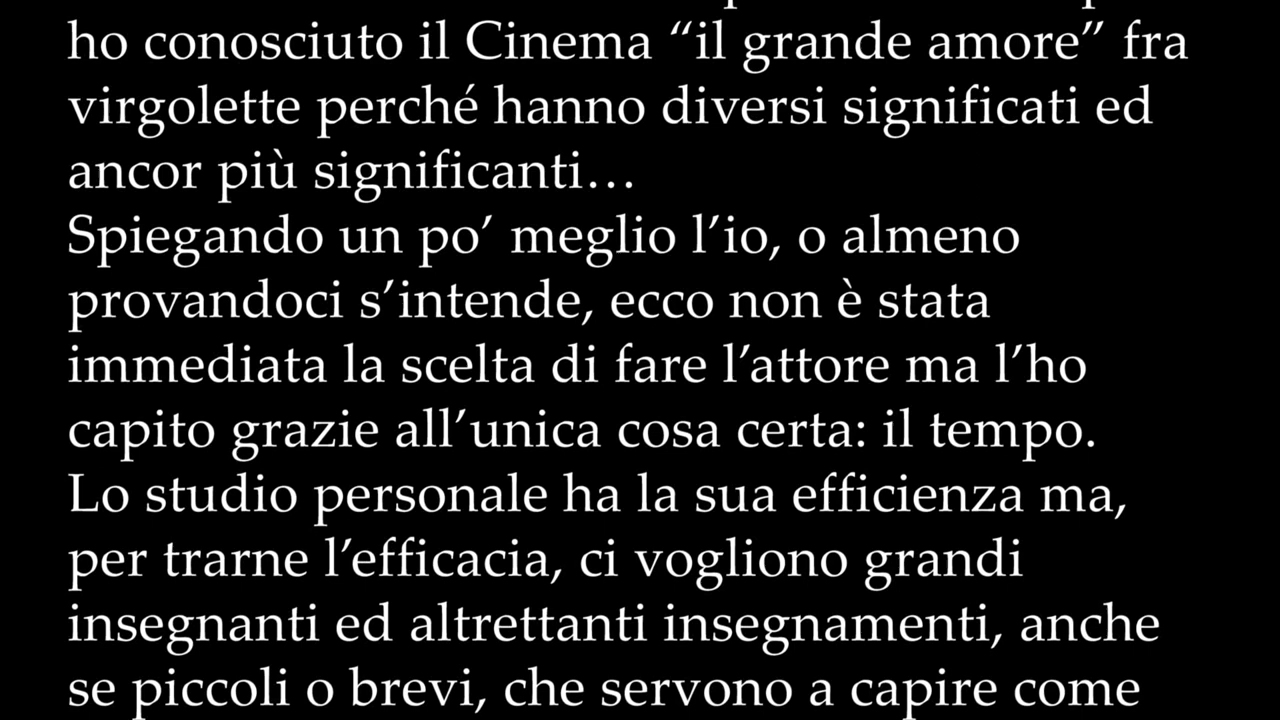 ho conosciuto il Cinema “il grande amore” fra
virgolette perché hanno diversi significati ed
ancor più significanti…
Spiegando un po’ meglio l’io, o almeno
provandoci s’intende, ecco non è stata
immediata la scelta di fare l’attore ma l’ho
capito grazie all’unica cosa certa: il tempo.
Lo studio personale ha la sua efficienza ma,
per trarne l’efficacia, ci vogliono grandi
insegnanti ed altrettanti insegnamenti, anche
se piccoli o brevi, che servono a capire come